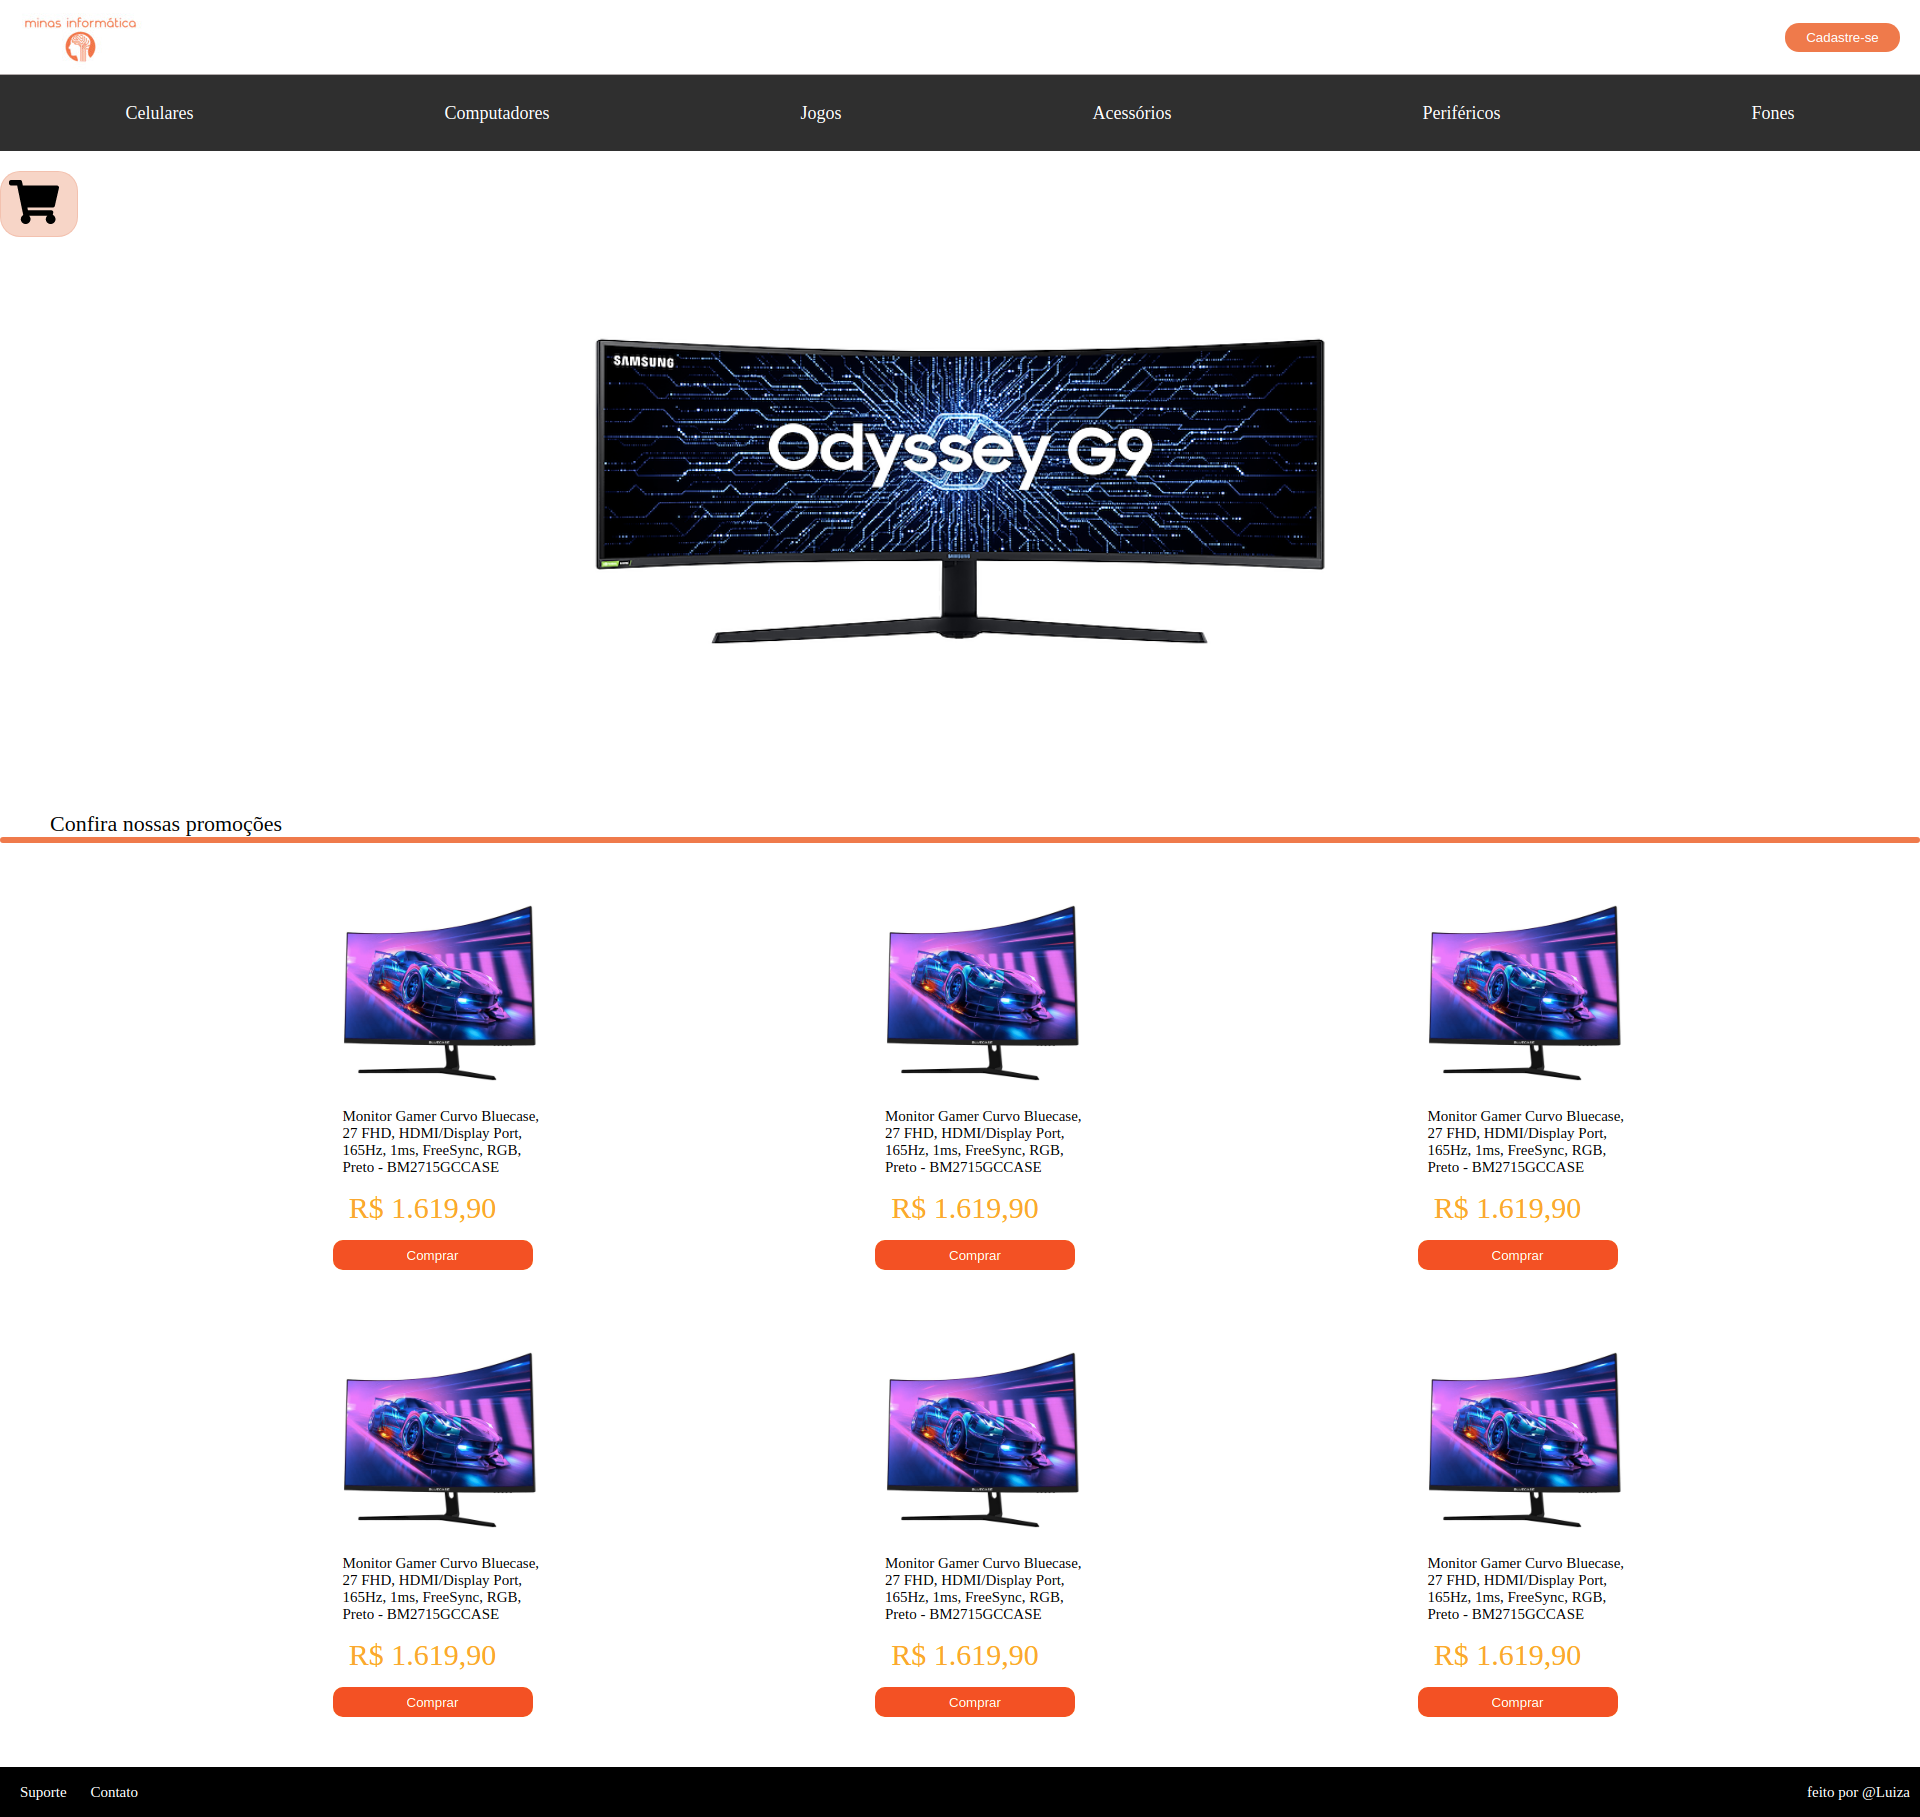 minas informática
Cadastre-se
Celulares
Computadores
Jogos
Acessórios
Periféricos
Fones
SAMSUNG
Odyssey G9
SAMSUNG
Confira nossas promoções
Monitor Gamer Curvo Bluecase,
27 FHD, HDMI/Display Port,
165Hz, 1ms, FreeSync, RGB,
Preto - BM2715GCCASE
R$ 1.619,90
Comprar
Monitor Gamer Curvo Bluecase,
27 FHD, HDMI/Display Port,
165Hz, 1ms, FreeSync, RGB,
Preto - BM2715GCCASE
R$ 1.619,90
Comprar
Monitor Gamer Curvo Bluecase,
27 FHD, HDMI/Display Port,
165Hz, 1ms, FreeSync, RGB,
Preto - BM2715GCCASE
R$ 1.619,90
Comprar
Monitor Gamer Curvo Bluecase,
27 FHD, HDMI/Display Port,
165Hz, 1ms, FreeSync, RGB,
Preto - BM2715GCCASE
R$ 1.619,90
Comprar
Monitor Gamer Curvo Bluecase,
27 FHD, HDMI/Display Port,
165Hz, 1ms, FreeSync, RGB,
Preto - BM2715GCCASE
R$ 1.619,90
Comprar
Monitor Gamer Curvo Bluecase,
27 FHD, HDMI/Display Port,
165Hz, 1ms, FreeSync, RGB,
Preto - BM2715GCCASE
R$ 1.619,90
Comprar
Suporte
Contato
feito por @Luiza